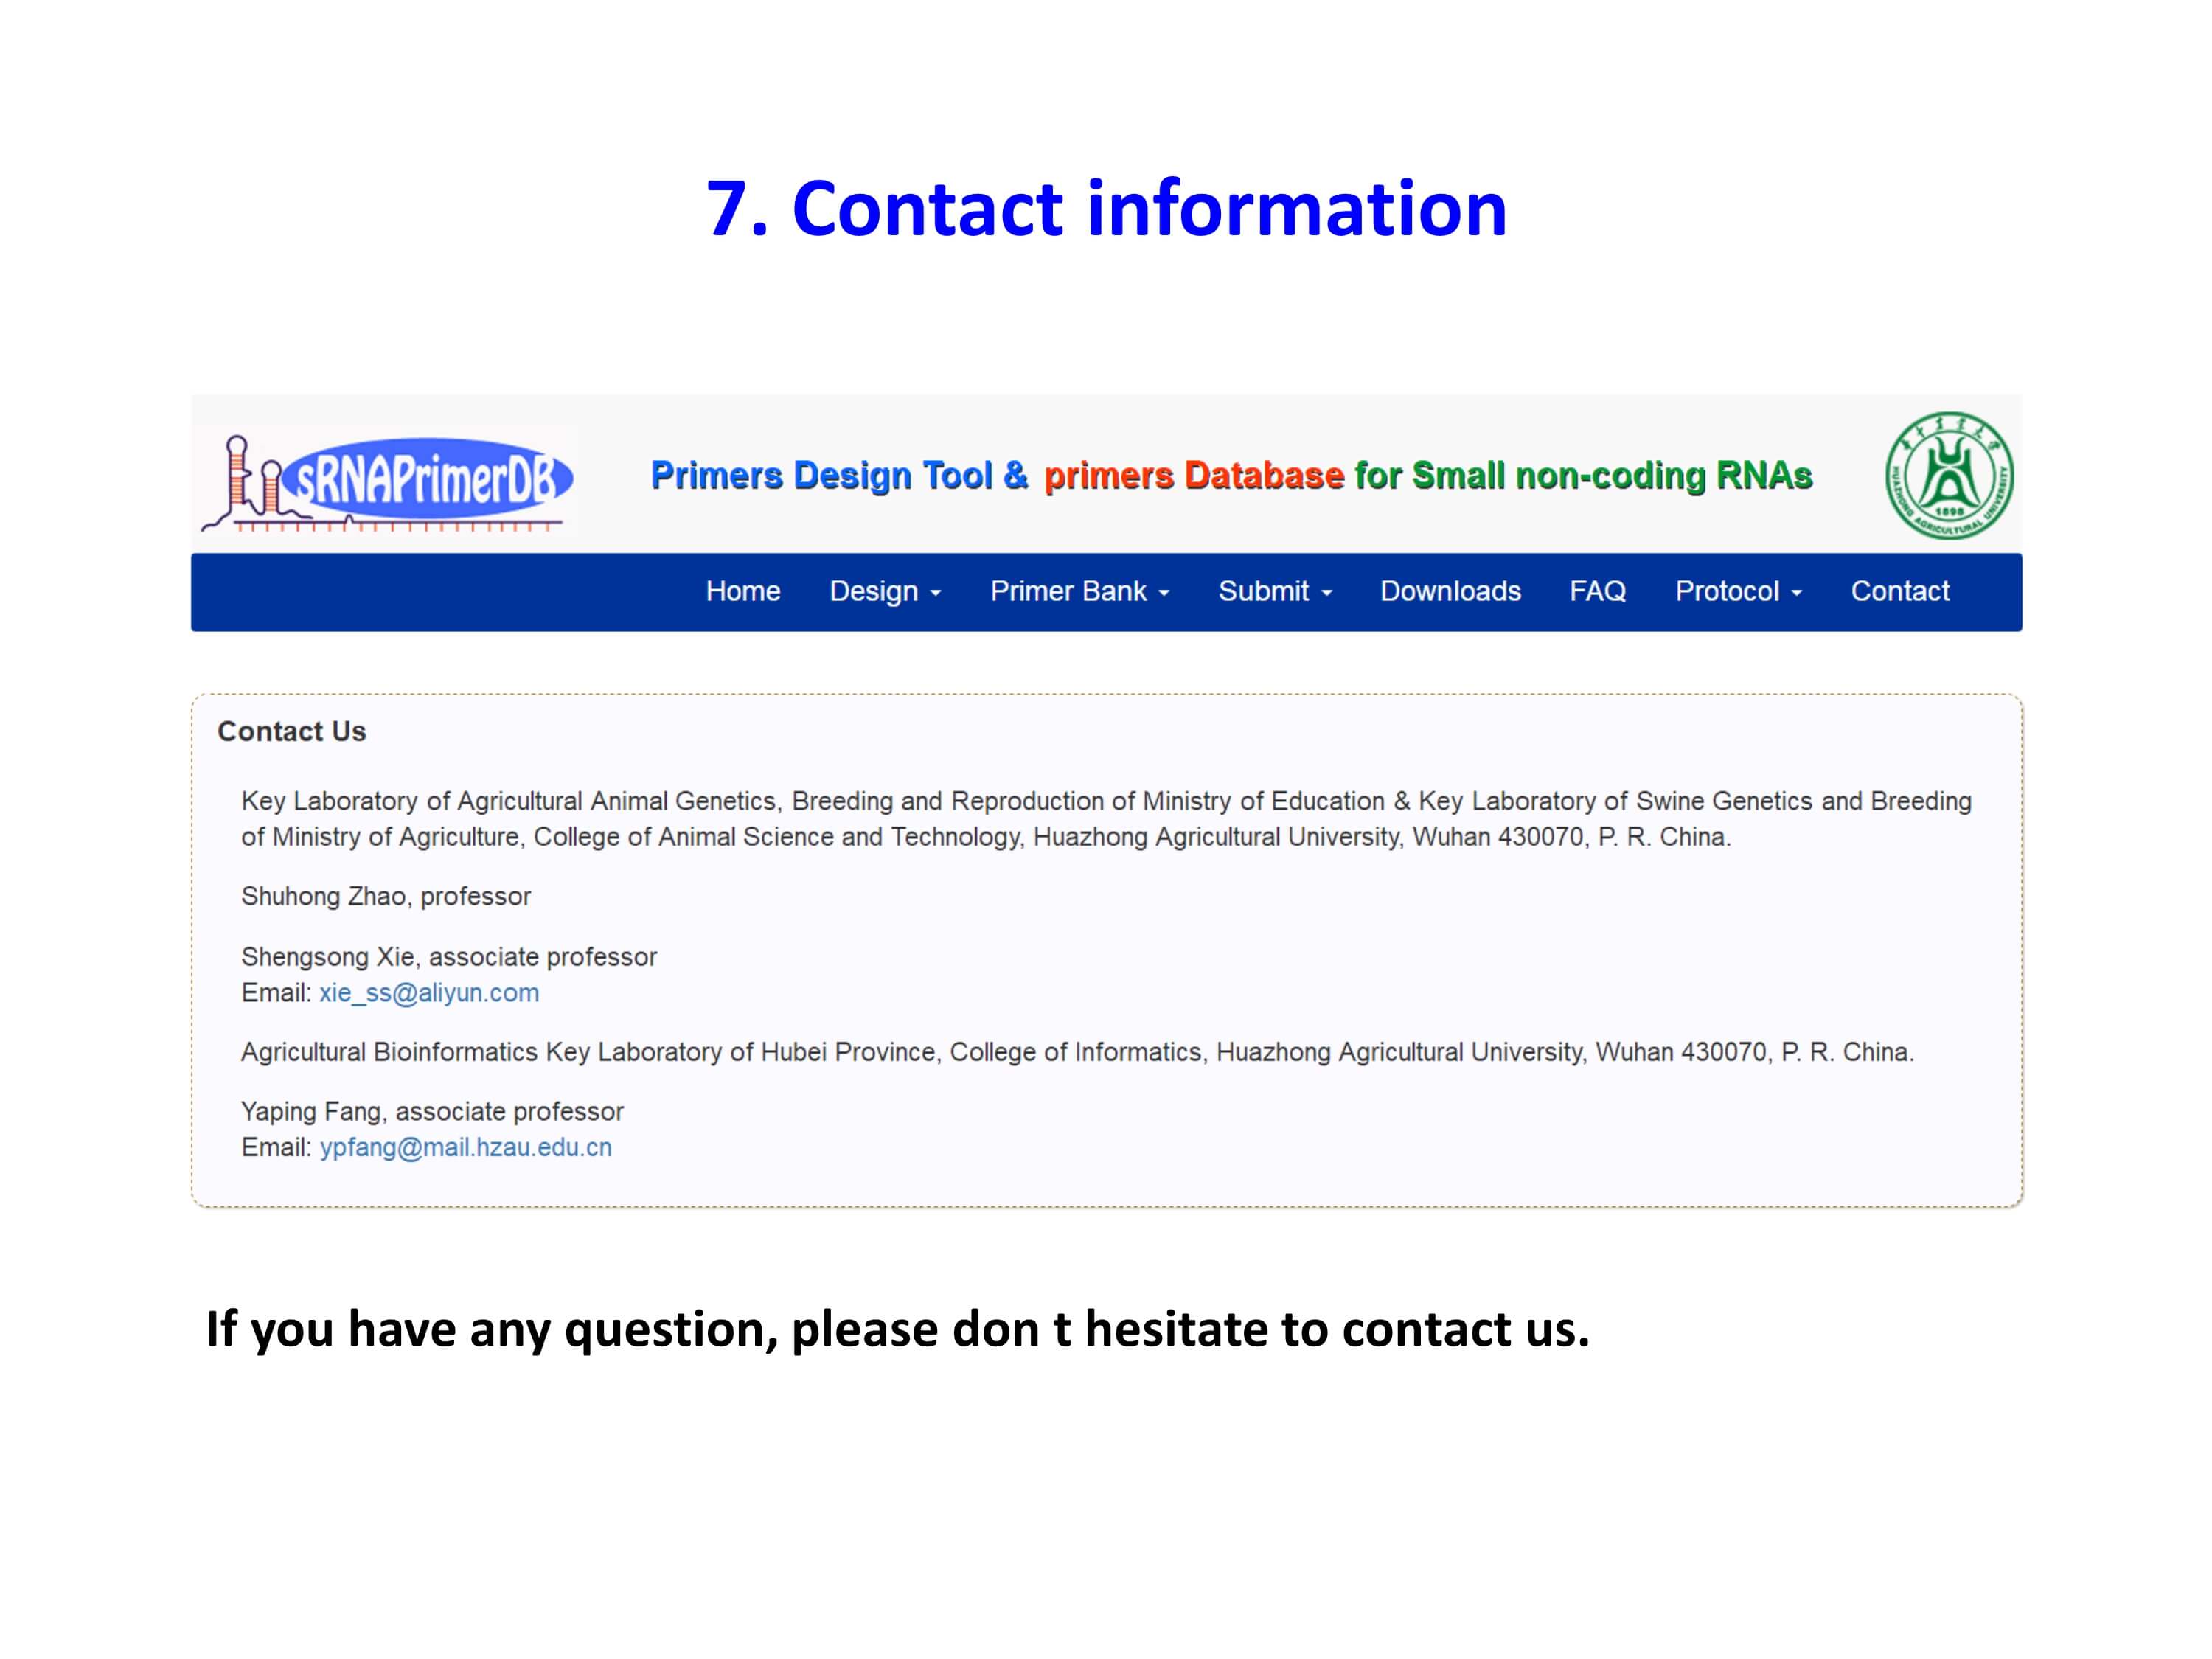 7. Contact information
sRNAPrimerDB
Primers Design Tool & primers Database for Small non-coding RNAs
HUAZHONG AGRICULTURAL UNIVERSITY
1898
Home Design Primer Bank Submit Downloads FAQ Protocol Contact
Contact Us
Key Laboratory of Agricultural Animal Genetics, Breeding and Reproduction of Ministry of Education & Key Laboratory of Swine Genetics and Breeding
of Ministry of Agriculture, College of Animal Science and Technology, Huazhong Agricultural University, Wuhan 430070, P. R. China.
Shuhong Zhao, professor
Shengsong Xie, associate professor
Email: xie_ss@aliyun.com
Agricultural Bioinformatics Key Laboratory of Hubei Province, College of Informatics, Huazhong Agricultural University, Wuhan 430070, P. R. China.
Yaping Fang, associate professor
Email: ypfang@mail.hzau.edu.cn
If you have any question, please don t hesitate to contact us.